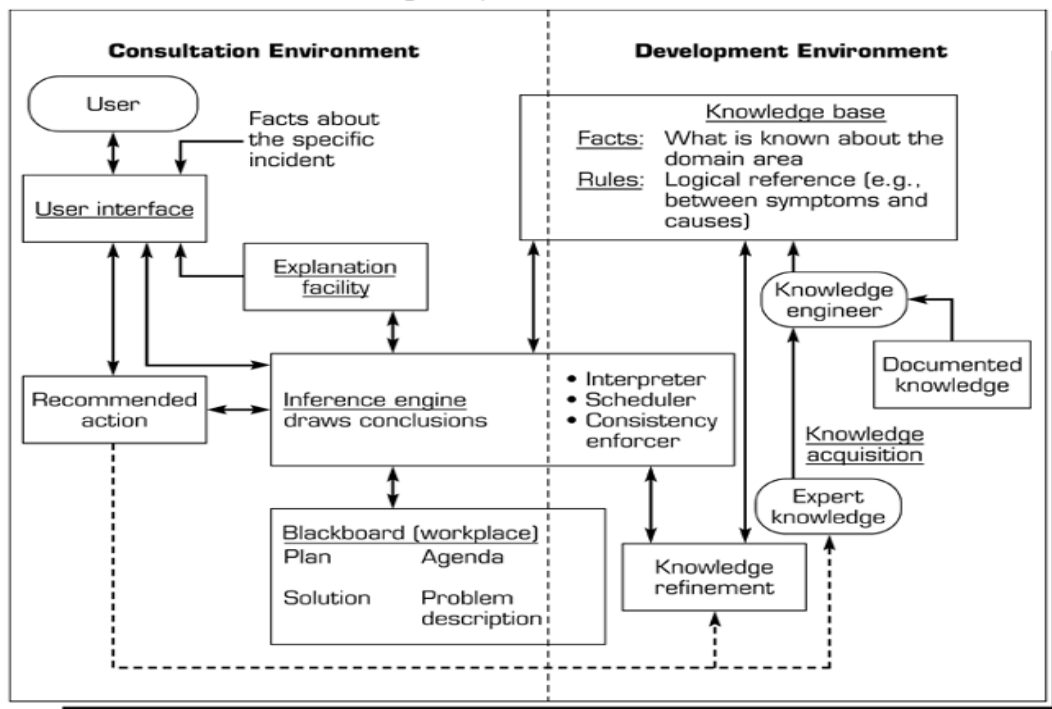 Consultation Environment
Development Environment
User
Facts about
the specific
incident
User interface
Explanation
facility
Recommended
action
Inference engine
draws conclusions
• Interpreter
• Scheduler
• Consistency
enforcer
Blackboard (workplace)
Plan Agenda
Solution Problem
description
Knowledge base
Facts: What is known about the
domain area
Rules: Logical reference (e.g.,
between symptoms and
causes)
Knowledge
engineer
Documented
knowledge
Knowledge
acquisition
Expert
knowledge
Knowledge
refinement